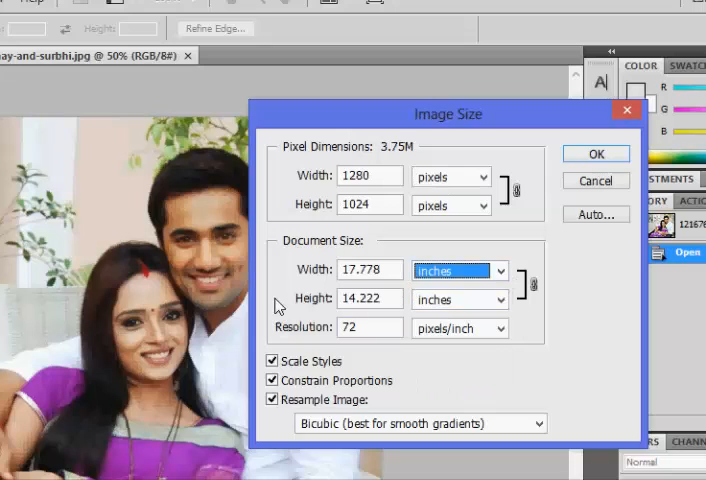 Height:
Refine Edge...
ay-and-surbhi.jpg @ 50% (RGB/8#) ×
COLOR SWATC
Image Size
A
R
G
B
Pixel Dimensions: 3.75M
Width: 1280 pixels
Height: 1024 pixels
OK
Cancel
Auto...
Document Size:
Width: 17.778 inches
Height: 14.222 inches
Resolution: 72 pixels/inch
Scale Styles
Constrain Proportions
Resample Image:
Bicubic (best for smooth gradients)
USTMENTS
ORY ACTIO
121676
Open
RS CHANN
Normal